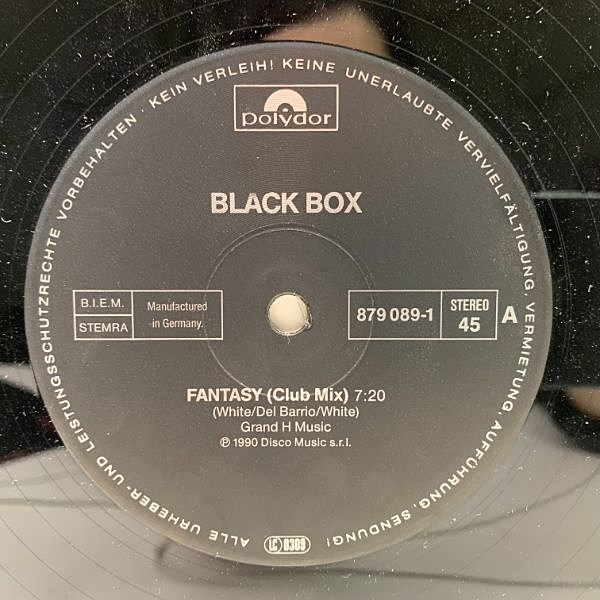 ALLE URHEBER- UND LEISTUNGSSCHUTZRECHTE VORBEHALTEN · KEIN VERLEIH! KEINE UNERLAUBTE VERVIELFÄLTIGUNG, VERMIETUNG, AUFFÜHRUNG, SENDUNG!
polydor
BLACK BOX
B.I.E.M.
STEMRA
Manufactured
in Germany.
879 089-1
STEREO
45
A
FANTASY (Club Mix) 7:20
(White/Del Barrio/White)
Grand H Music
℗ 1990 Disco Music s.r.l.
LC 0309